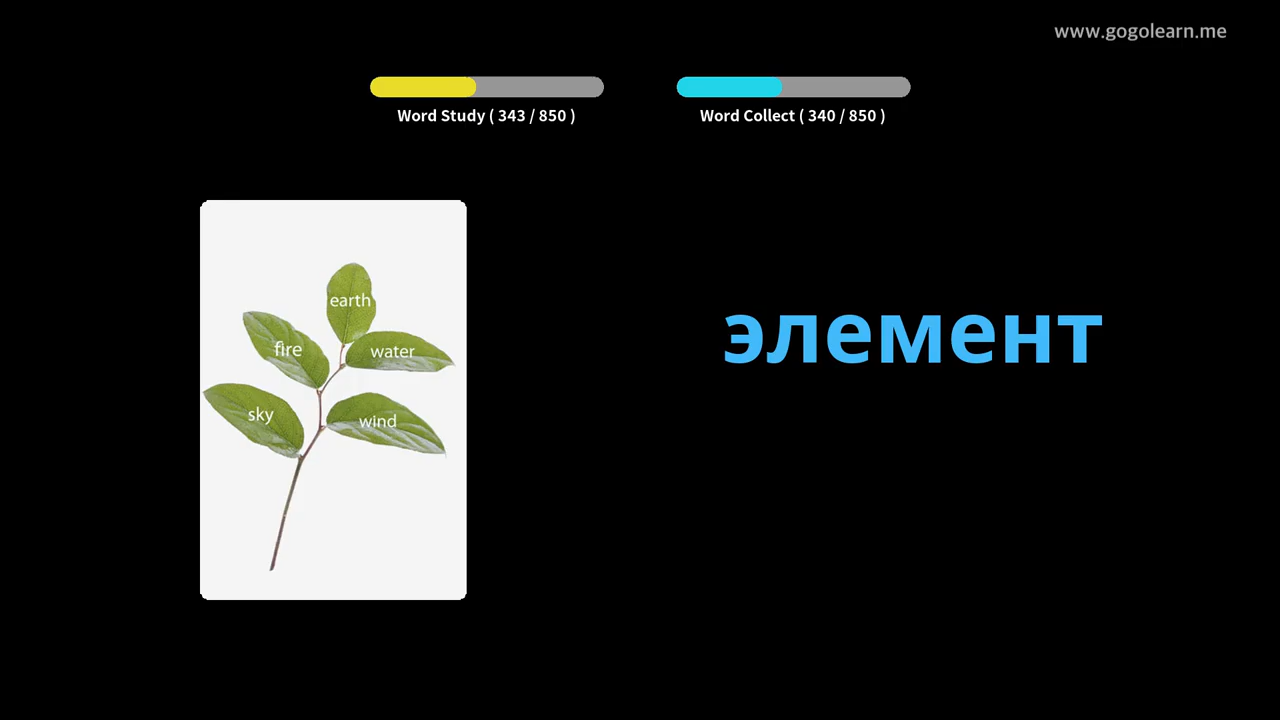 www.gogolearn.me
Word Study ( 343 / 850 )
Word Collect ( 340 / 850 )
earth
fire
water
sky
wind
элемент